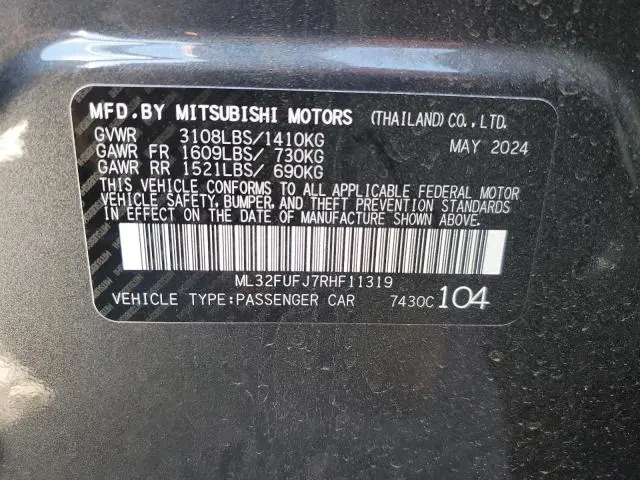 MFD.BY MITSUBISHI MOTORS (THAILAND)CO.,LTD.
GVWR 3108LBS/1410KG MAY 2024
GAWR FR 1609LBS/ 730KG
GAWR RR 1521LBS/ 690KG
THIS VEHICLE CONFORMS TO ALL APPLICABLE FEDERAL MOTOR
VEHICLE SAFETY, BUMPER, AND THEFT PREVENTION STANDARDS
IN EFFECT ON THE DATE OF MANUFACTURE SHOWN ABOVE.
ML32FUFJ7RHF11319
VEHICLE TYPE:PASSENGER CAR 7430C 104